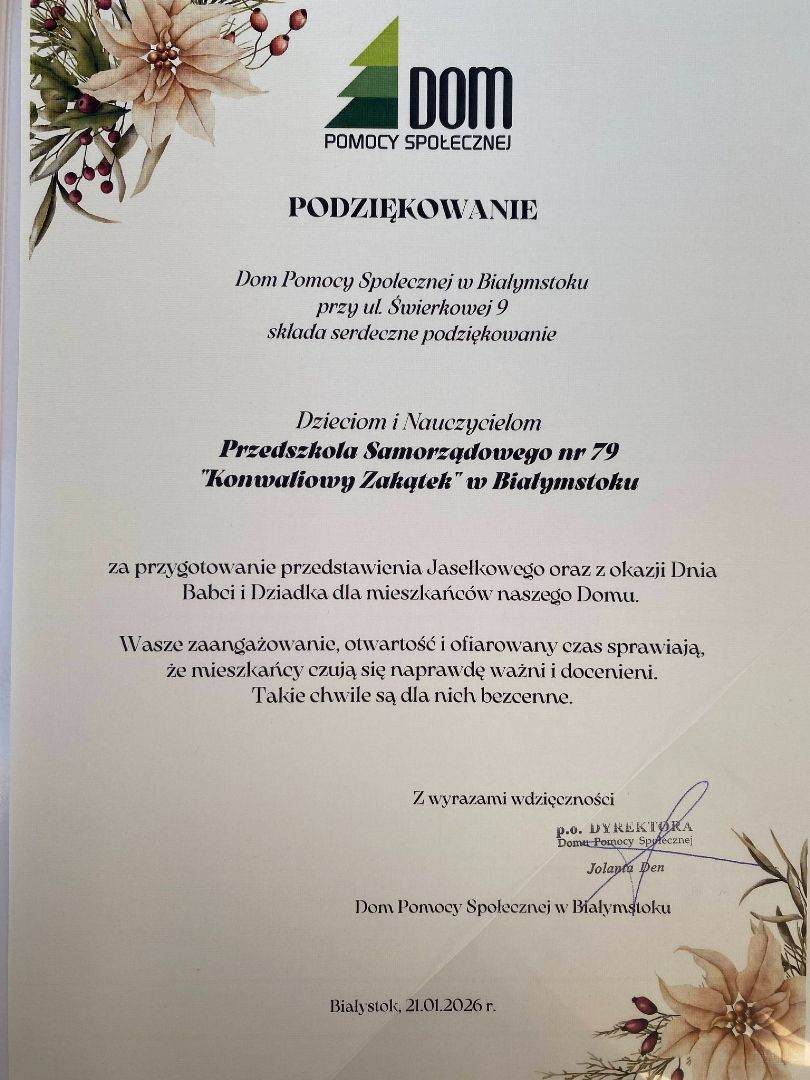 DOM
POMOCY SPOŁECZNEJ
PODZIĘKOWANIE
Dom Pomocy Społecznej w Białymstoku
przy ul. Świerkowej 9
składa serdeczne podziękowanie
Dzieciom i Nauczycielom
Przedszkola Samorządowego nr 79
"Konwaliowy Zakątek" w Białymstoku
za przygotowanie przedstawienia Jasełkowego oraz z okazji Dnia
Babci i Dziadka dla mieszkańców naszego Domu.
Wasze zaangażowanie, otwartość i ofiarowany czas sprawiają,
że mieszkańcy czują się naprawdę ważni i docenieni.
Takie chwile są dla nich bezcenne.
Z wyrazami wdzięczności
p.o. DYREKTORA
Domu Pomocy Społecznej
Jolanta Den
Dom Pomocy Społecznej w Białymstoku
Białystok, 21.01.2026 r.